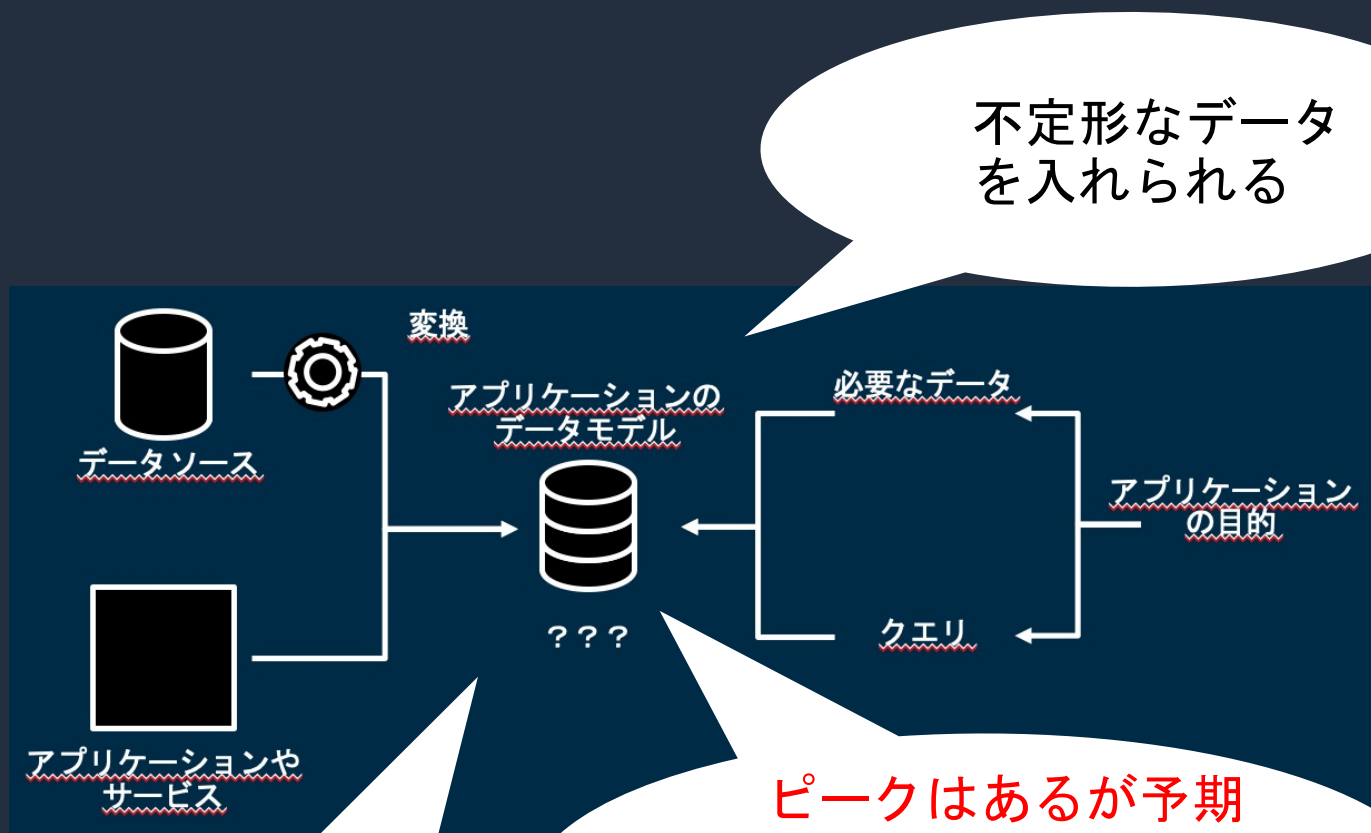 不定形なデータ
を入れられる
変換
アプリケーションの
データモデル
必要なデータ
データソース
アプリケーション
の目的
???
クエリ
アプリケーションや
サービス
ピークはあるが予期